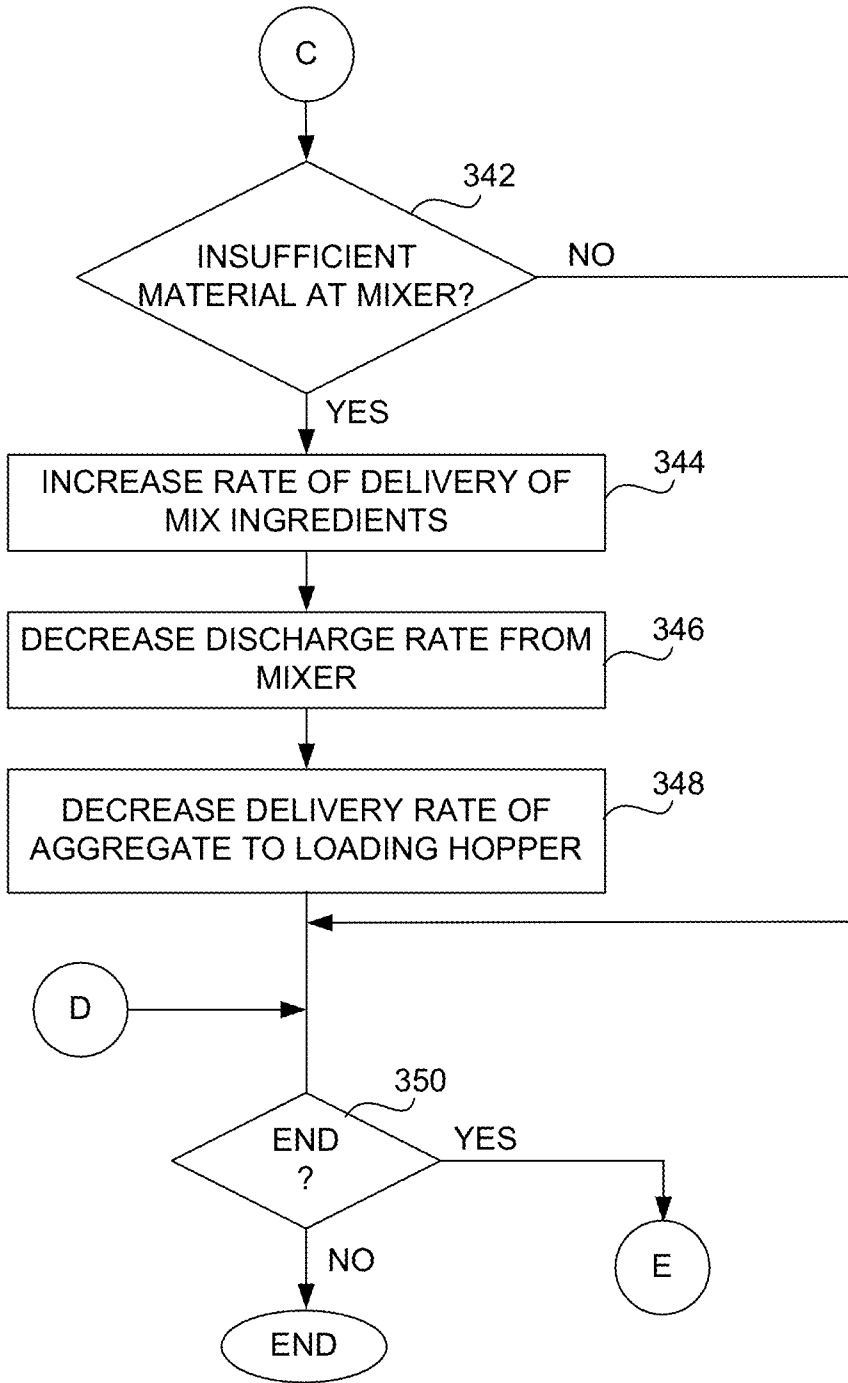 C
342
INSUFFICIENT
MATERIAL AT MIXER?
NO
YES
INCREASE RATE OF DELIVERY OF
MIX INGREDIENTS
344
DECREASE DISCHARGE RATE FROM
MIXER
346
DECREASE DELIVERY RATE OF
AGGREGATE TO LOADING HOPPER
348
D
350
END
?
YES
NO
E
END